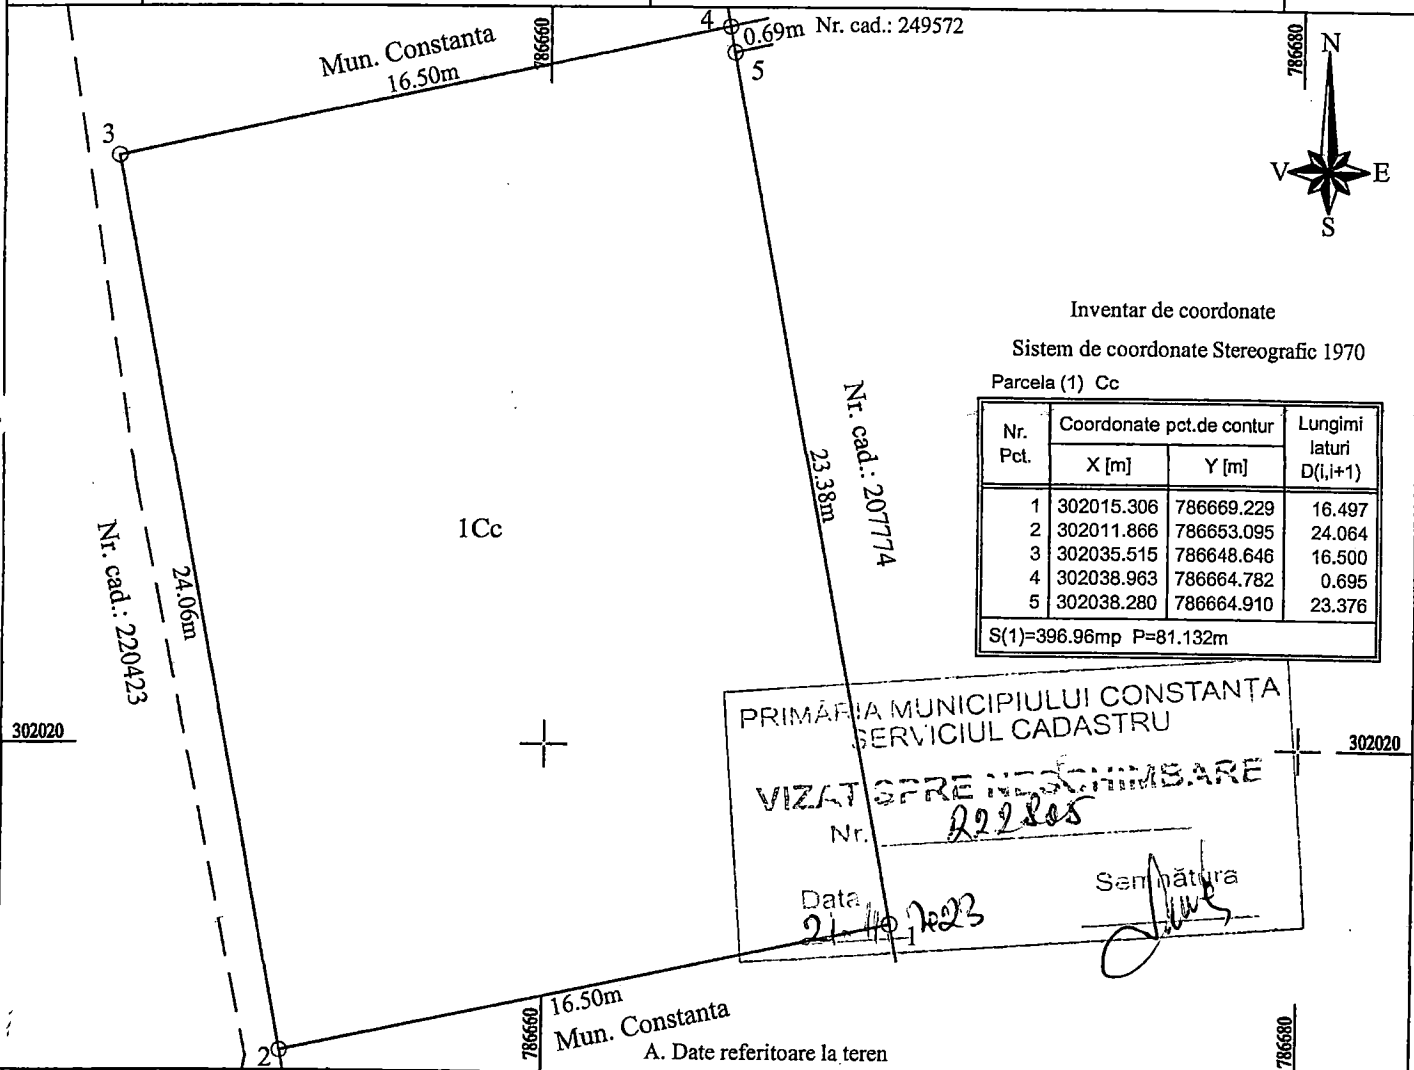 4
0.69m Nr. cad.: 249572
5
786660
786680
N
V E
S
Mun. Constanta
16.50m
3
Inventar de coordonate
Sistem de coordonate Stereografic 1970
Parcela (1) Cc
Nr. Pct. Coordonate pct.de contur Lungimi laturi D(i,i+1)
X [m] Y [m]
1 302015.306 786669.229 16.497
2 302011.866 786653.095 24.064
3 302035.515 786648.646 16.500
4 302038.963 786664.782 0.695
5 302038.280 786664.910 23.376
S(1)=396.96mp P=81.132m
Nr. cad.: 207774
23.38m
1Cc
Nr. cad.: 220423
24.06m
302020
302020
PRIMĂRIA MUNICIPIULUI CONSTANȚA
SERVICIUL CADASTRU
VIZAT SPRE NESCHIMBARE
Nr.
Data
Semnătura
1
16.50m
Mun. Constanta
2
786660
786680
A. Date referitoare la teren